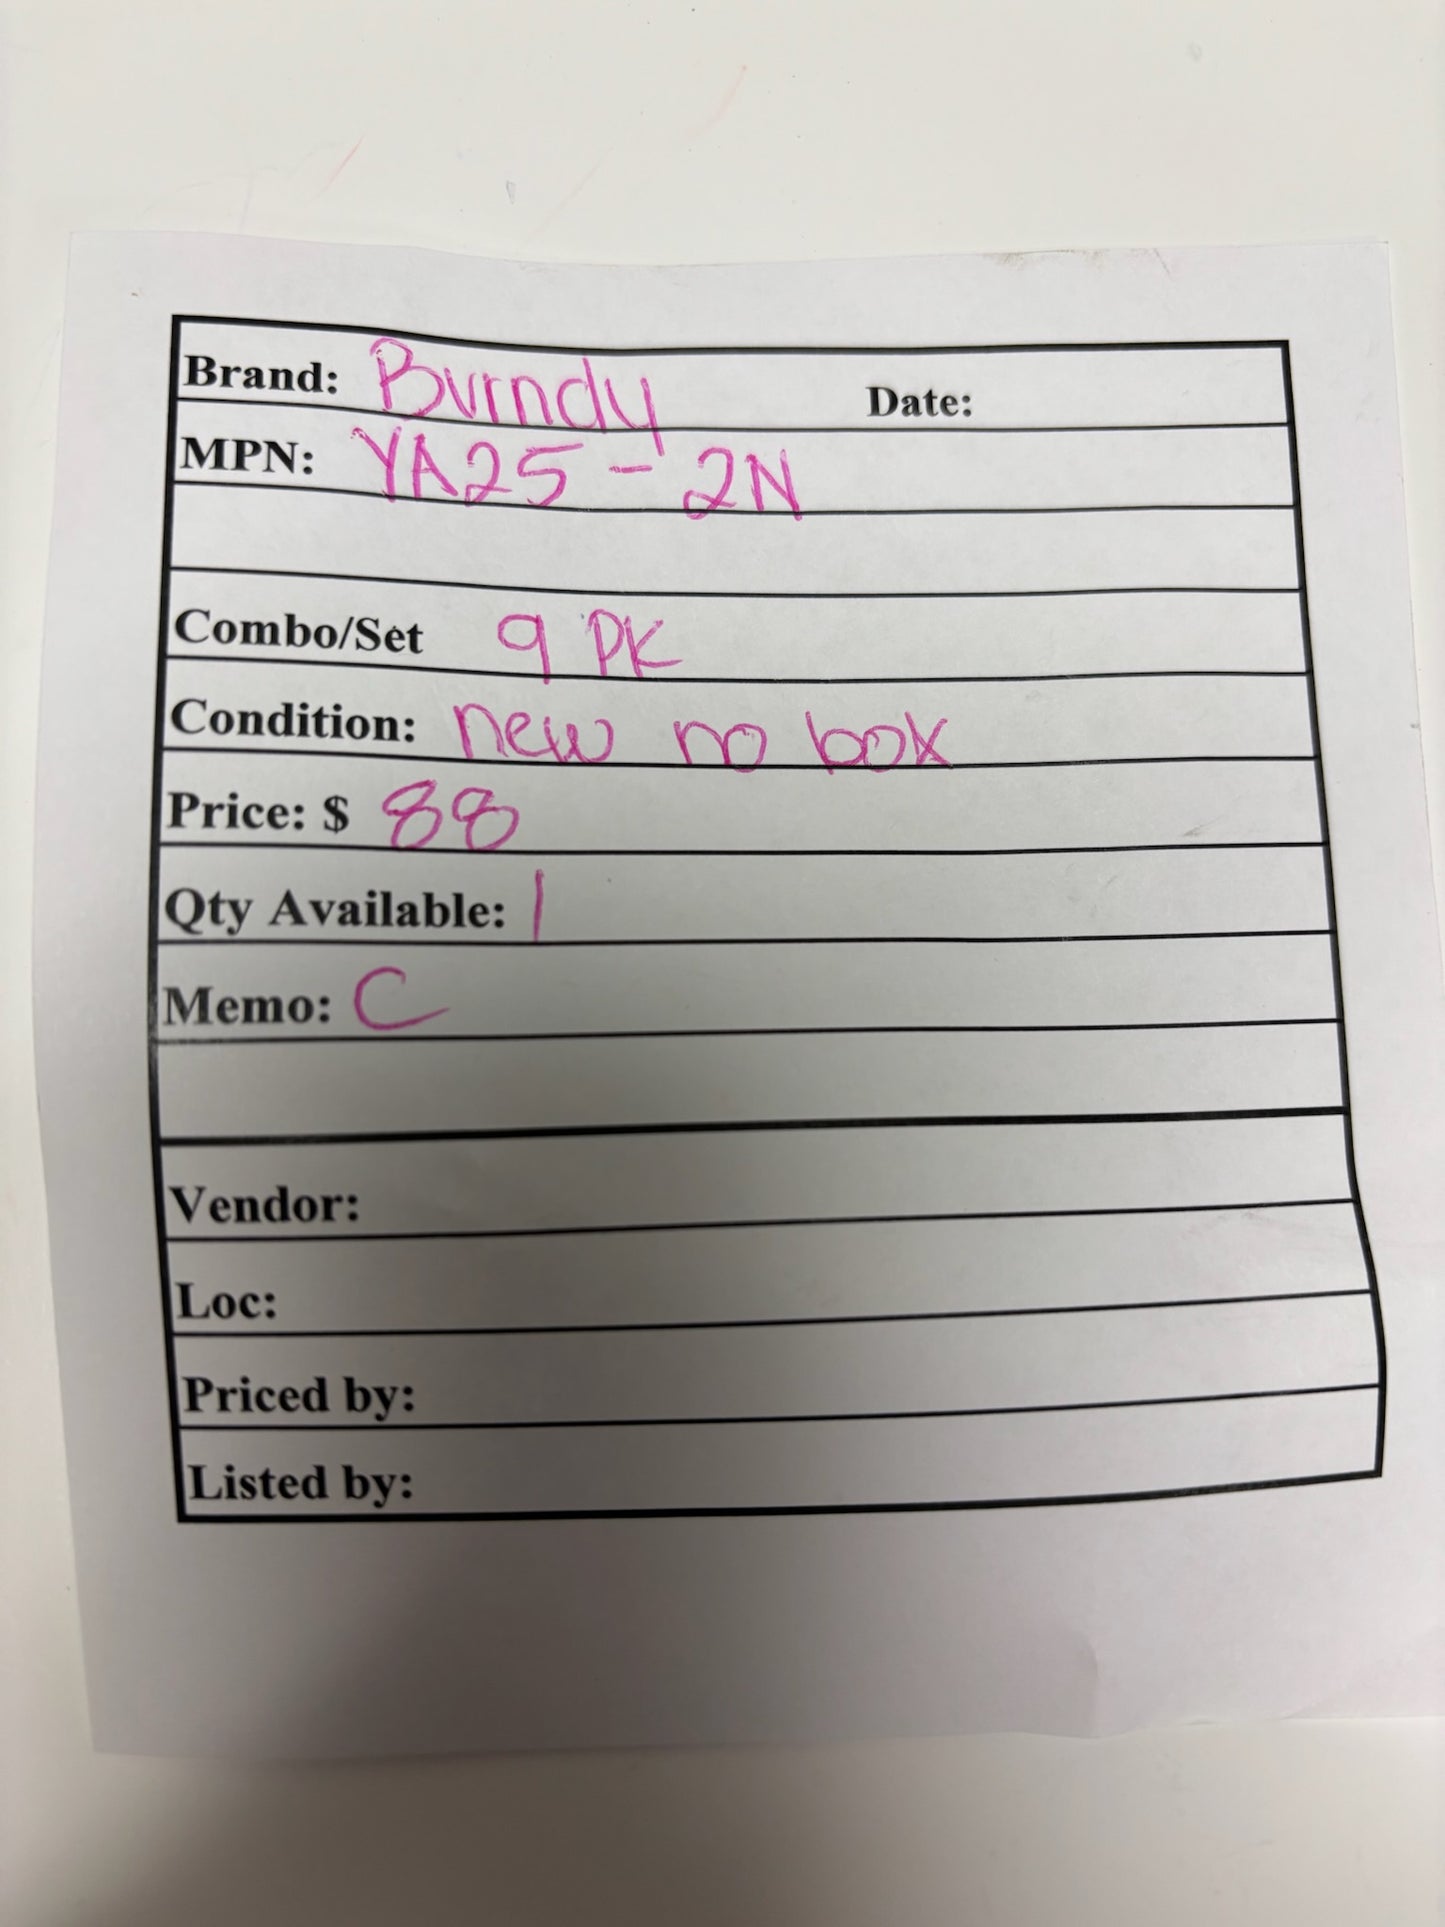 Brand: Burndy Date:
MPN: YA25-2N
Combo/Set 9 PK
Condition: new no box
Price: $ 88
Qty Available: 1
Memo: C
Vendor:
Loc:
Priced by:
Listed by: